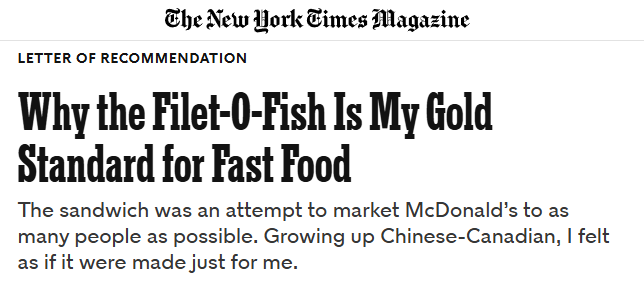 The New York Times Magazine
LETTER OF RECOMMENDATION
Why the Filet-O-Fish Is My Gold
Standard for Fast Food
The sandwich was an attempt to market McDonald’s to as
many people as possible. Growing up Chinese-Canadian, I felt
as if it were made just for me.